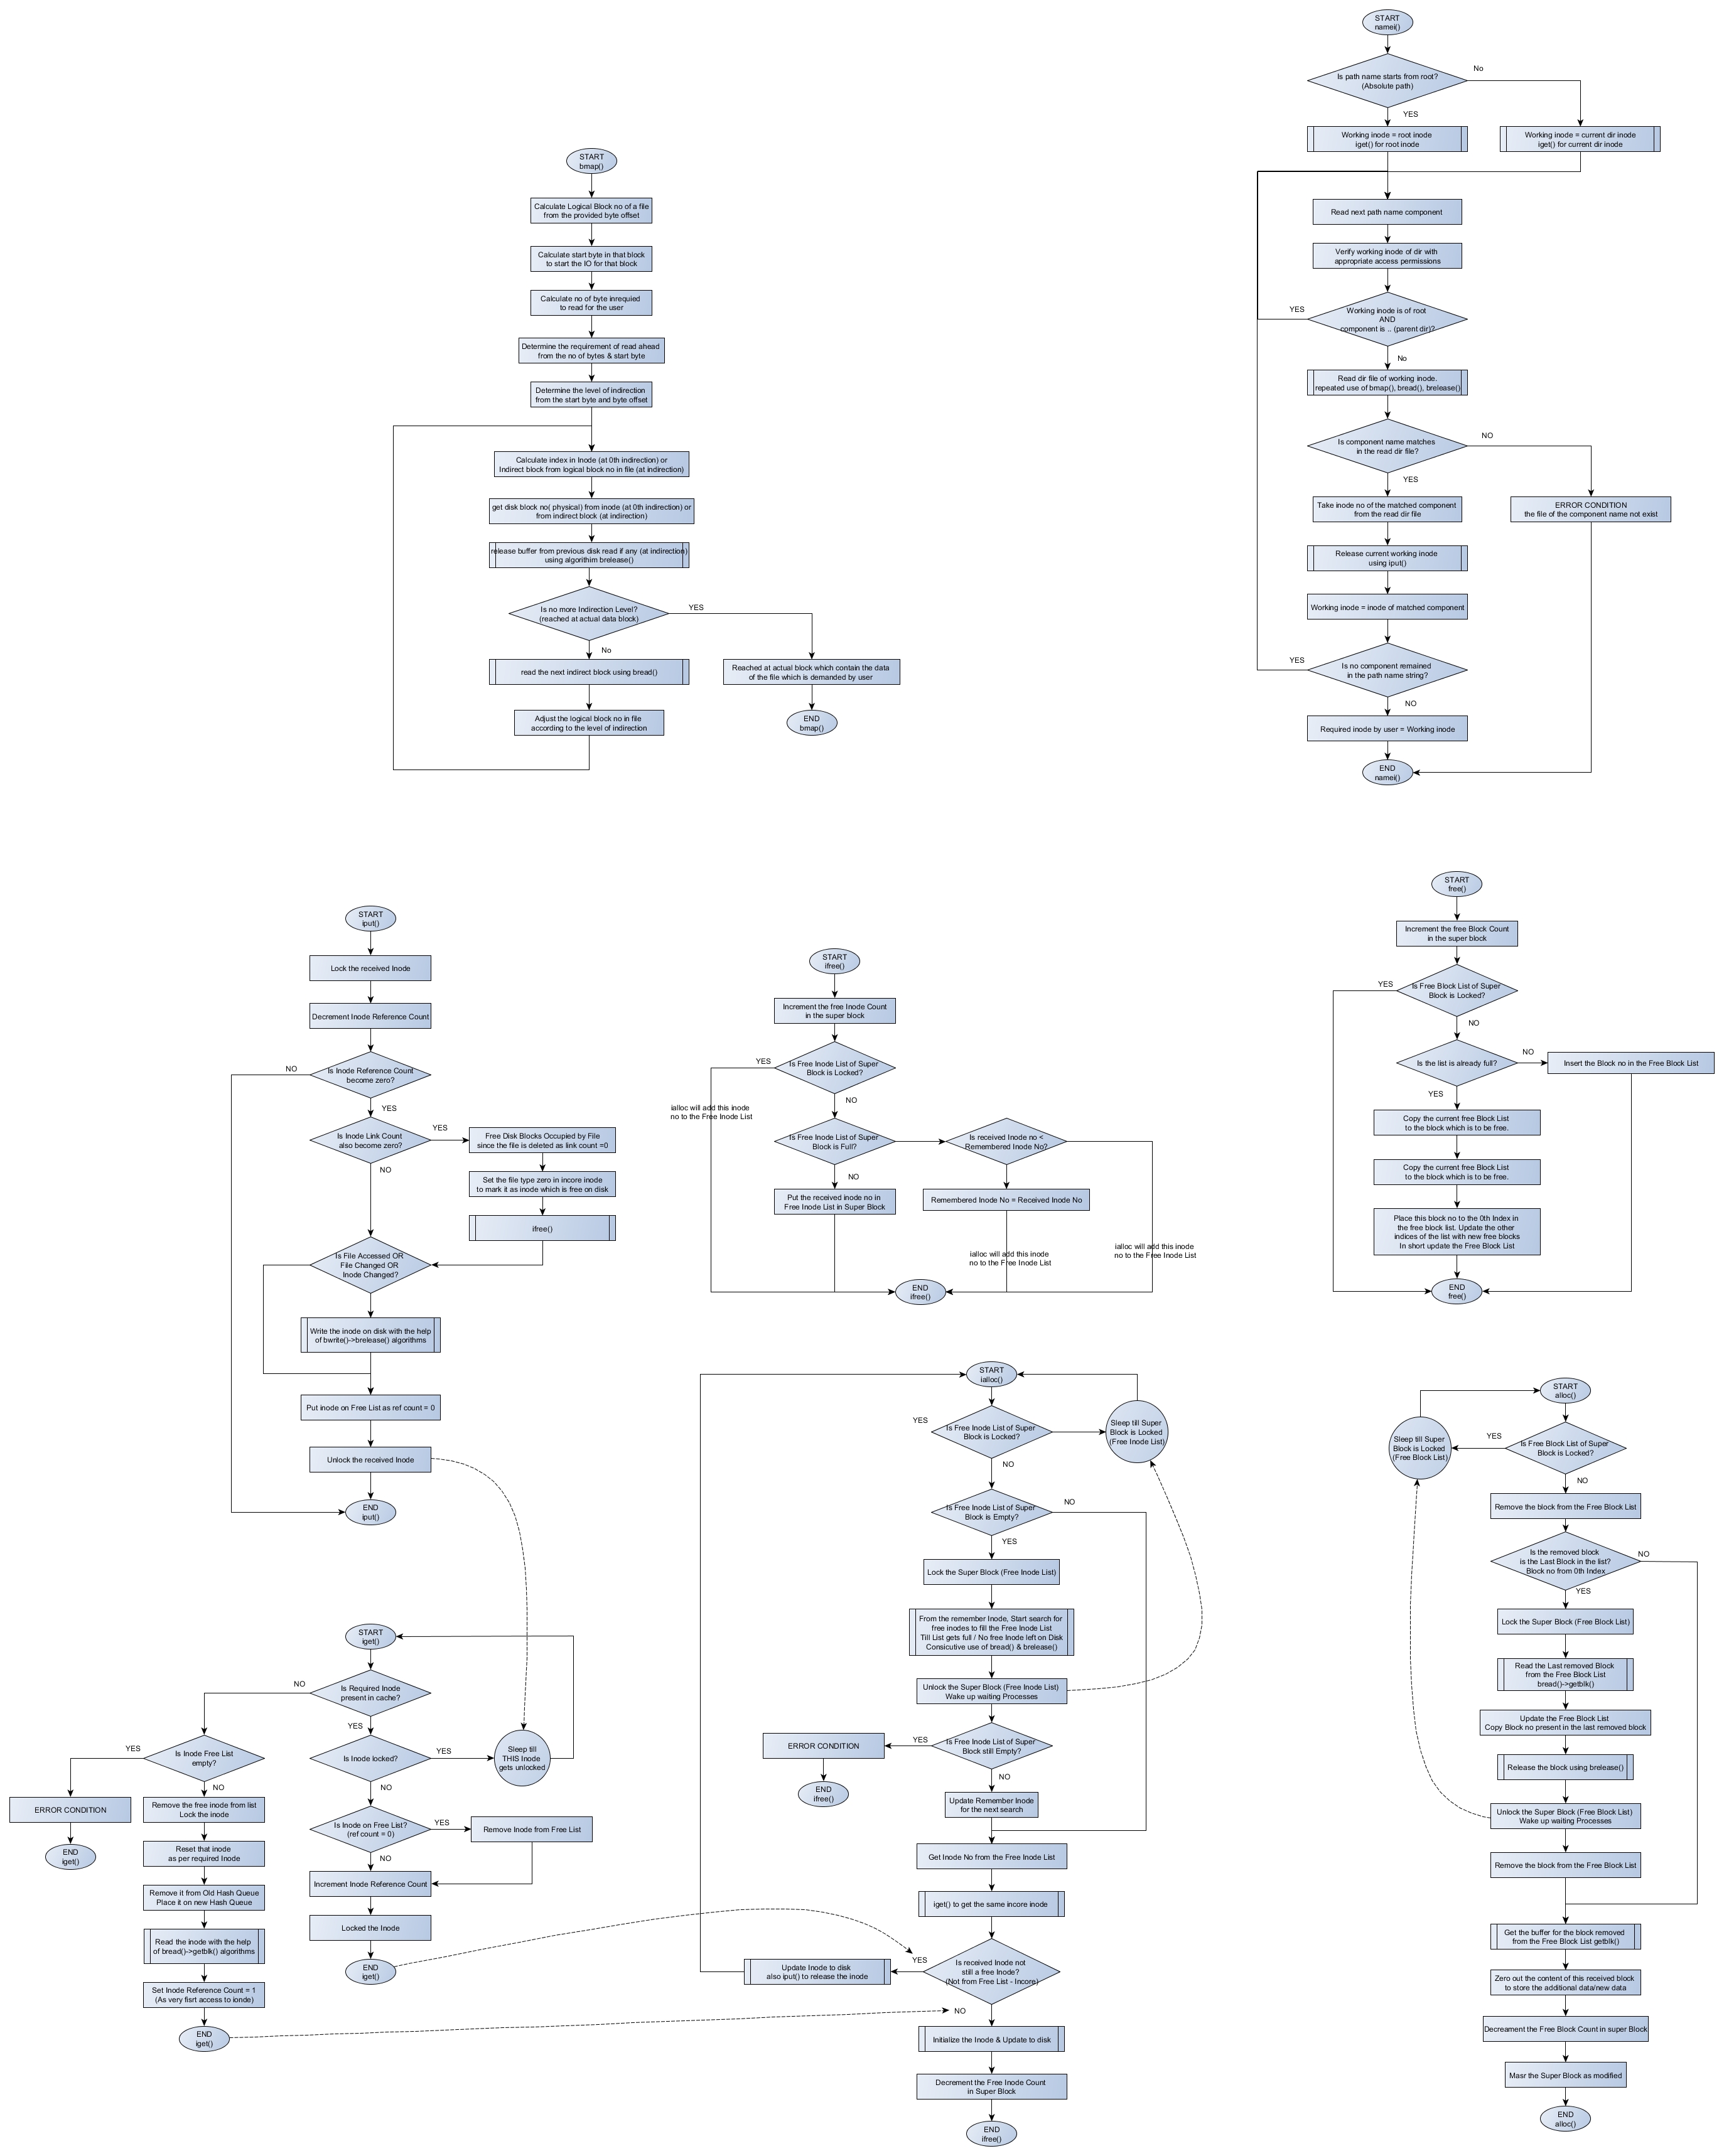 START
namei()
Is path name starts from root?
(Absolute path)
No
YES
Working inode = root inode
iget() for root inode
Working inode = current dir inode
iget() for current dir inode
Read next path name component
Verify working inode of dir with
appropriate access permissions
Working inode is of root
AND
component is .. (parent dir)?
YES
No
Read dir file of working inode.
repeated use of bmap(), bread(), brelease()
Is component name matches
in the read dir file?
NO
YES
Take inode no of the matched component
from the read dir file
ERROR CONDITION
the file of the component name not exist
Release current working inode
using iput()
Working inode = inode of matched component
Is no component remained
in the path name string?
YES
NO
Required inode by user = Working inode
END
namei()
START
bmap()
Calculate Logical Block no of a file
from the provided byte offset
Calculate start byte in that block
to start the IO for that block
Calculate no of byte inrequied
to read for the user
Determine the requirement of read ahead
from the no of bytes & start byte
Determine the level of indirection
from the start byte and byte offset
Calculate index in Inode (at 0th indirection) or
Indirect block from logical block no in file (at indirection)
get disk block no( physical) from inode (at 0th indirection) or
from indirect block (at indirection)
release buffer from previous disk read if any (at indirection)
using algorithim brelease()
Is no more Indirection Level?
(reached at actual data block)
YES
No
read the next indirect block using bread()
Reached at actual block which contain the data
of the file which is demanded by user
Adjust the logical block no in file
according to the level of indirection
END
bmap()
START
iput()
Lock the received Inode
Decrement Inode Reference Count
Is Inode Reference Count
become zero?
NO
YES
Is Inode Link Count
also become zero?
YES
NO
Free Disk Blocks Occupied by File
since the file is deleted as link count =0
Set the file type zero in incore inode
to mark it as inode which is free on disk
ifree()
Is File Accessed OR
File Changed OR
Inode Changed?
Write the inode on disk with the help
of bwrite()->brelease() algorithms
Put inode on Free List as ref count = 0
Unlock the received Inode
END
iput()
START
ifree()
Increment the free Inode Count
in the super block
Is Free Inode List of Super
Block is Locked?
YES
NO
ialloc will add this inode
no to the Free Inode List
Is Free Inode List of Super
Block is Full?
NO
Is received Inode no <
Remembered Inode No?
Put the received inode no in
Free Inode List in Super Block
Remembered Inode No = Received Inode No
ialloc will add this inode
no to the Free Inode List
ialloc will add this inode
no to the Free Inode List
END
ifree()
START
free()
Increment the free Block Count
in the super block
Is Free Block List of Super
Block is Locked?
YES
NO
Is the list is already full?
NO
YES
Insert the Block no in the Free Block List
Copy the current free Block List
to the block which is to be free.
Copy the current free Block List
to the block which is to be free.
Place this block no to the 0th Index in
the free block list. Update the other
indices of the list with new free blocks
In short update the Free Block List
END
free()
START
iget()
Is Required Inode
present in cache?
NO
YES
Is Inode Free List
empty?
YES
NO
Is Inode locked?
YES
NO
Sleep till
THIS Inode
gets unlocked
ERROR CONDITION
END
iget()
Remove the free inode from list
Lock the inode
Reset that inode
as per required Inode
Remove it from Old Hash Queue
Place it on new Hash Queue
Read the inode with the help
of bread()->getblk() algorithms
Set Inode Reference Count = 1
(As very fisrt access to ionde)
END
iget()
Is Inode on Free List?
(ref count = 0)
YES
NO
Remove Inode from Free List
Increment Inode Reference Count
Locked the Inode
END
iget()
START
ialloc()
Is Free Inode List of Super
Block is Locked?
YES
NO
Sleep till Super
Block is Locked
(Free Inode List)
Is Free Inode List of Super
Block is Empty?
NO
YES
Lock the Super Block (Free Inode List)
From the remember Inode, Start search for
free inodes to fill the Free Inode List
Till List gets full / No free Inode left on Disk
Consicutive use of bread() & brelease()
Unlock the Super Block (Free Inode List)
Wake up waiting Processes
Is Free Inode List of Super
Block still Empty?
YES
NO
ERROR CONDITION
END
ifree()
Update Remember Inode
for the next search
Get Inode No from the Free Inode List
iget() to get the same incore inode
Is received Inode not
still a free Inode?
(Not from Free List - Incore)
YES
NO
Update Inode to disk
also iput() to release the inode
Initialize the Inode & Update to disk
Decrement the Free Inode Count
in Super Block
END
ifree()
START
alloc()
Is Free Block List of Super
Block is Locked?
YES
NO
Sleep till Super
Block is Locked
(Free Block List)
Remove the block from the Free Block List
Is the removed block
is the Last Block in the list?
Block no from 0th Index
NO
YES
Lock the Super Block (Free Block List)
Read the Last removed Block
from the Free Block List
bread()->getblk()
Update the Free Block List
Copy Block no present in the last removed block
Release the block using brelease()
Unlock the Super Block (Free Block List)
Wake up waiting Processes
Remove the block from the Free Block List
Get the buffer for the block removed
from the Free Block List getblk()
Zero out the content of this received block
to store the additional data/new data
Decreament the Free Block Count in super Block
Masr the Super Block as modified
END
alloc()